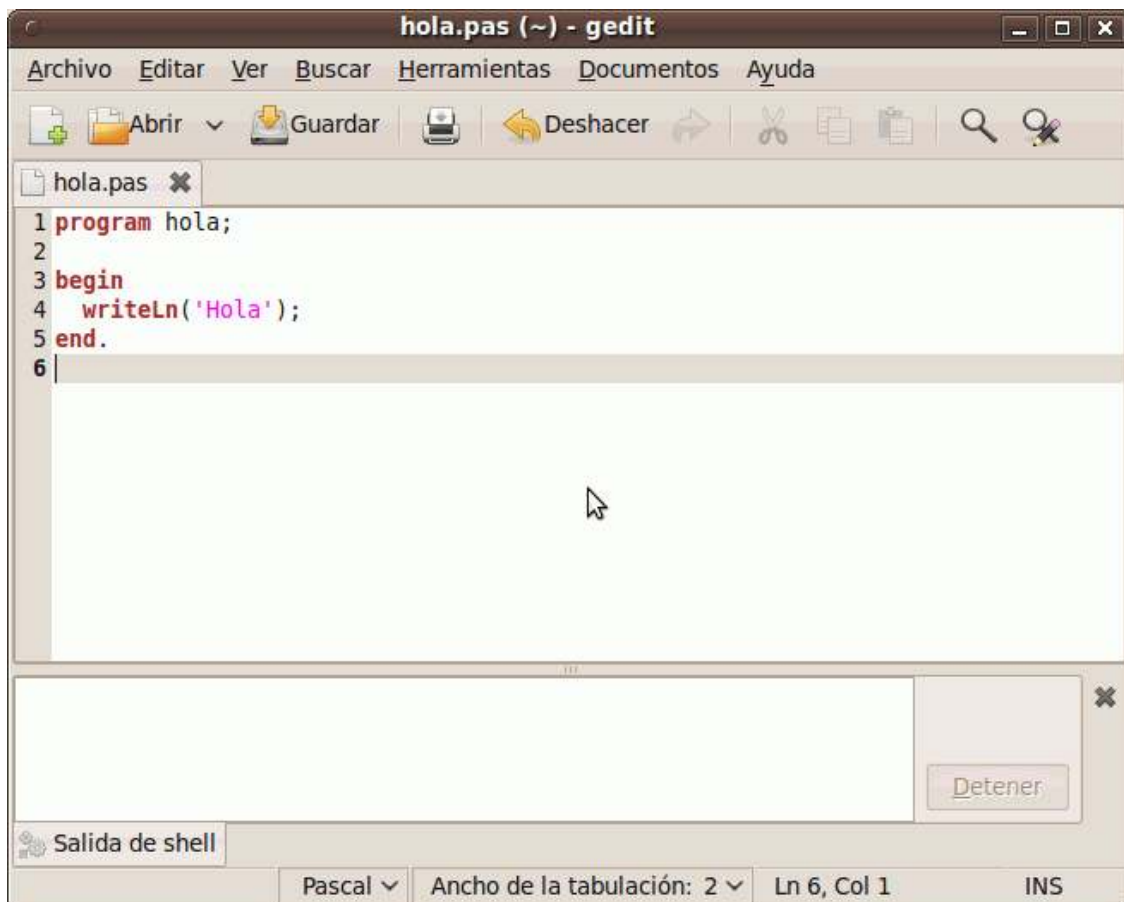 hola.pas (~) - gedit
Archivo Editar Ver Buscar Herramientas Documentos Ayuda
Abrir Guardar Deshacer
hola.pas
1 program hola;
2
3 begin
4   writeLn('Hola');
5 end.
6
Detener
Salida de shell
Pascal Ancho de la tabulación: 2 Ln 6, Col 1 INS